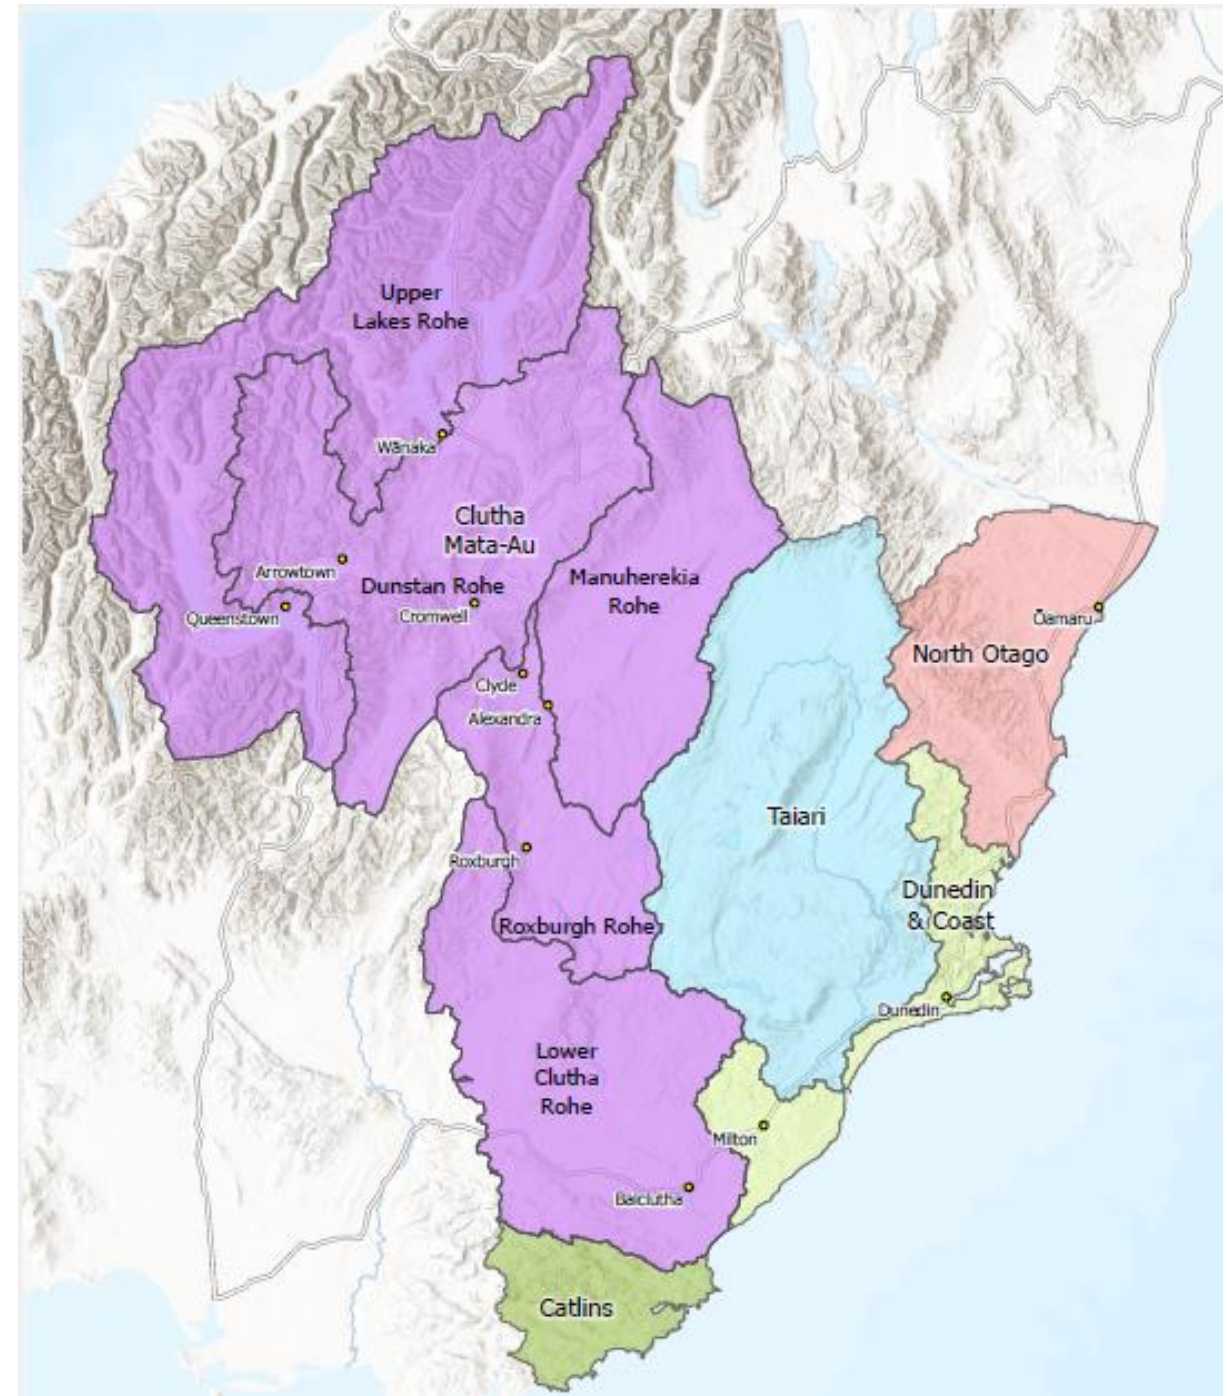 Upper
Lakes Rohe
Wānaka
Clutha
Mata-Au
Arrowtown
Dunstan Rohe
Manuherekia
Rohe
Queenstown
Cromwell
Ōamaru
North Otago
Clyde
Alexandra
Taiari
Roxburgh
Dunedin
& Coast
Roxburgh Rohe
Dunedin
Lower
Clutha
Rohe
Milton
Balclutha
Catlins